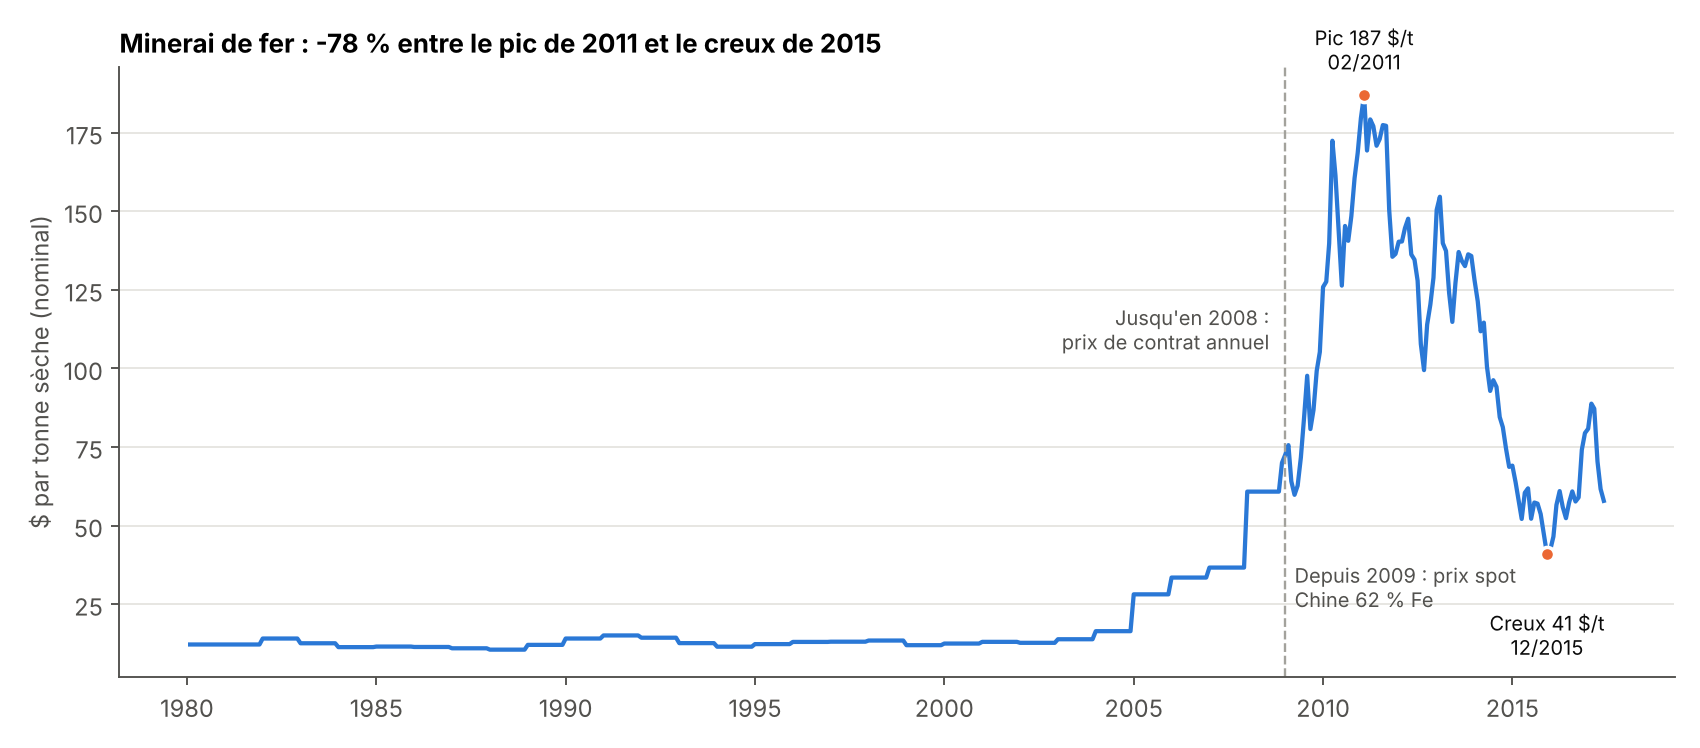 Minerai de fer : -78 % entre le pic de 2011 et le creux de 2015
Pic 187 $/t
02/2011
$ par tonne sèche (nominal)
175
150
125
100
75
50
25
Jusqu'en 2008 :
prix de contrat annuel
Depuis 2009 : prix spot
Chine 62 % Fe
Creux 41 $/t
12/2015
1980
1985
1990
1995
2000
2005
2010
2015